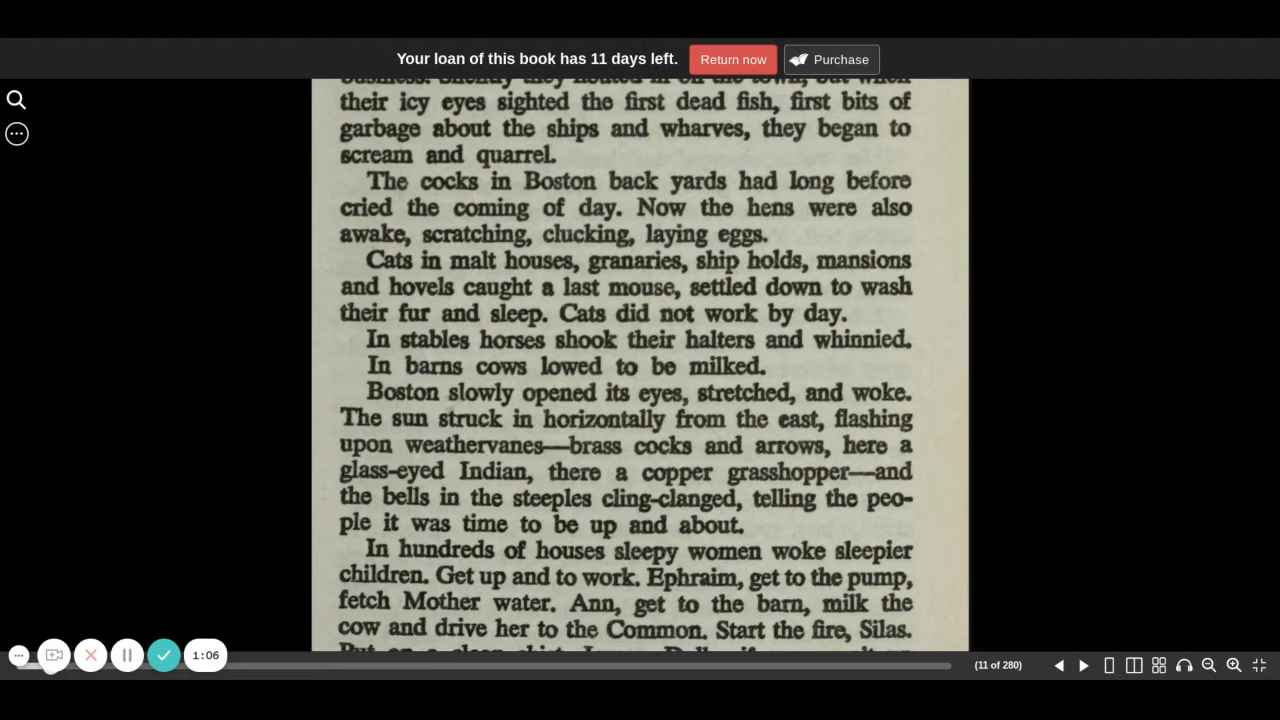 Your loan of this book has 11 days left.
Return now
Purchase
their icy eyes sighted the first dead fish, first bits of
garbage about the ships and wharves, they began to
scream and quarrel.
The cocks in Boston back yards had long before
cried the coming of day. Now the hens were also
awake, scratching, clucking, laying eggs.
Cats in malt houses, granaries, ship holds, mansions
and hovels caught a last mouse, settled down to wash
their fur and sleep. Cats did not work by day.
In stables horses shook their halters and whinnied.
In barns cows lowed to be milked.
Boston slowly opened its eyes, stretched, and woke.
The sun struck in horizontally from the east, flashing
upon weathervanes—brass cocks and arrows, here a
glass-eyed Indian, there a copper grasshopper—and
the bells in the steeples cling-clanged, telling the peo-
ple it was time to be up and about.
In hundreds of houses sleepy women woke sleepier
children. Get up and to work. Ephraim, get to the pump,
fetch Mother water. Ann, get to the barn, milk the
cow and drive her to the Common. Start the fire, Silas.
1:06
(11 of 280)